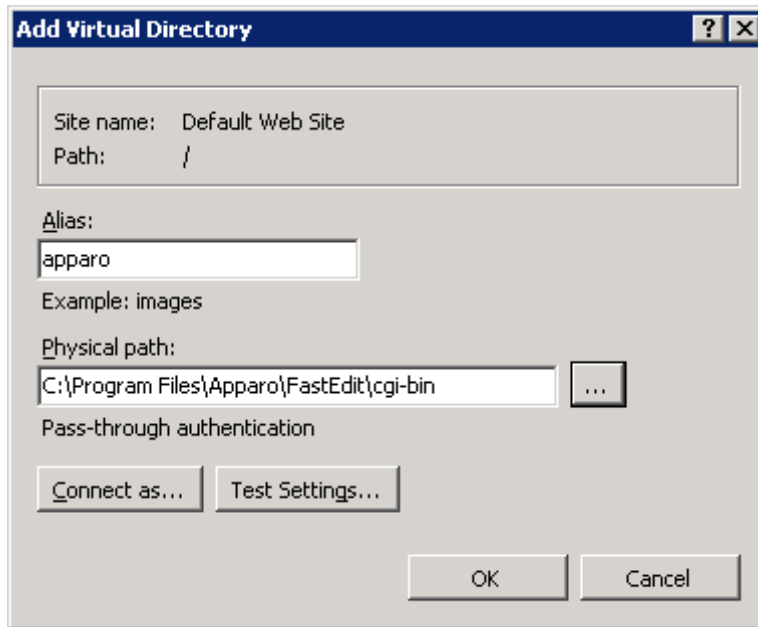 Add Virtual Directory
Site name: Default Web Site
Path: /
Alias:
apparo
Example: images
Physical path:
C:\Program Files\Apparo\FastEdit\cgi-bin
...
Pass-through authentication
Connect as... Test Settings...
OK Cancel